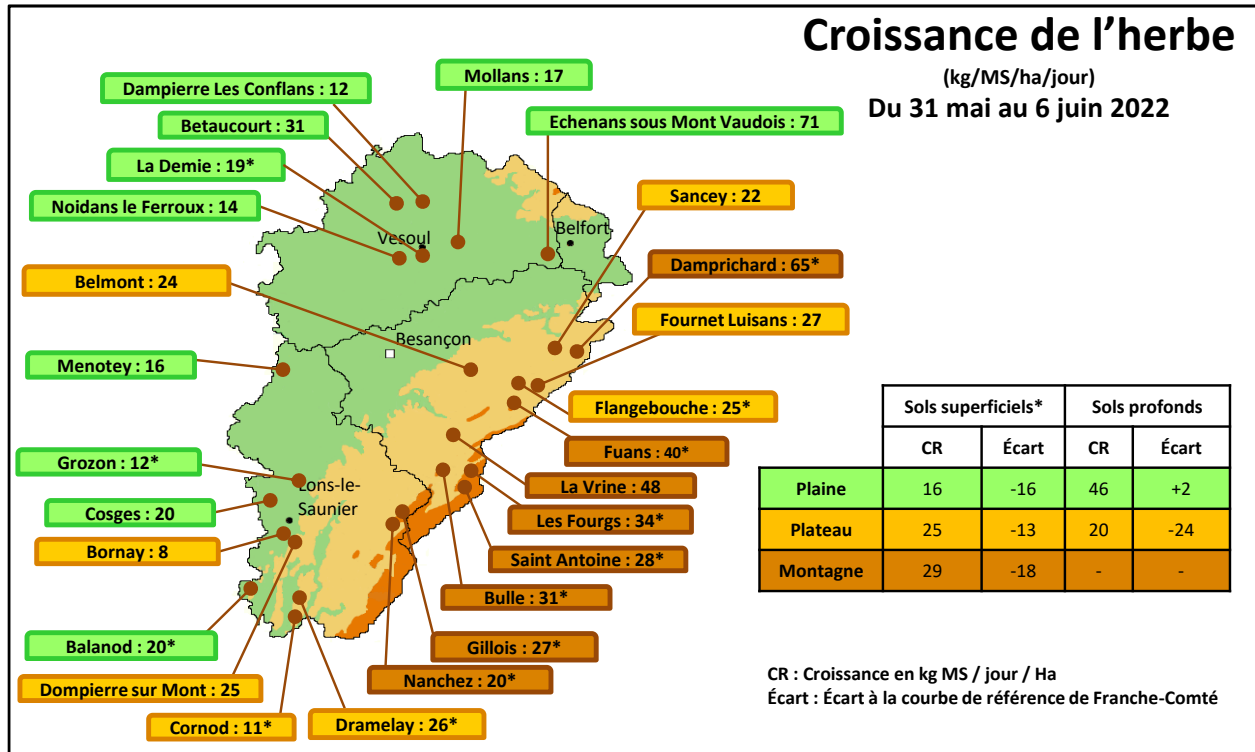 Croissance de l'herbe
(kg/MS/ha/jour)
Du 31 mai au 6 juin 2022
Mollans : 17
Dampierre Les Conflans : 12
Echenans sous Mont Vaudois : 71
Betaucourt : 31
La Demie : 19*
Sancey : 22
Noidans le Ferroux : 14
Vesoul
Belfort
Damprichard : 65*
Belmont : 24
Fournet Luisans : 27
Besançon
Menotey : 16
Flangebouche : 25*
Fuans : 40*
Grozon : 12*
Lons-le-
Saunier
La Vrine : 48
Cosges : 20
Les Fourgs : 34*
Bornay : 8
Saint Antoine : 28*
Bulle : 31*
Balanod : 20*
Gillois : 27*
Nanchez : 20*
Dompierre sur Mont : 25
Cornod : 11*
Dramelay : 26*
Sols superficiels* Sols profonds
CR Écart CR Écart
Plaine 16 -16 46 +2
Plateau 25 -13 20 -24
Montagne 29 -18 - -
CR : Croissance en kg MS / jour / Ha
Écart : Écart à la courbe de référence de Franche-Comté